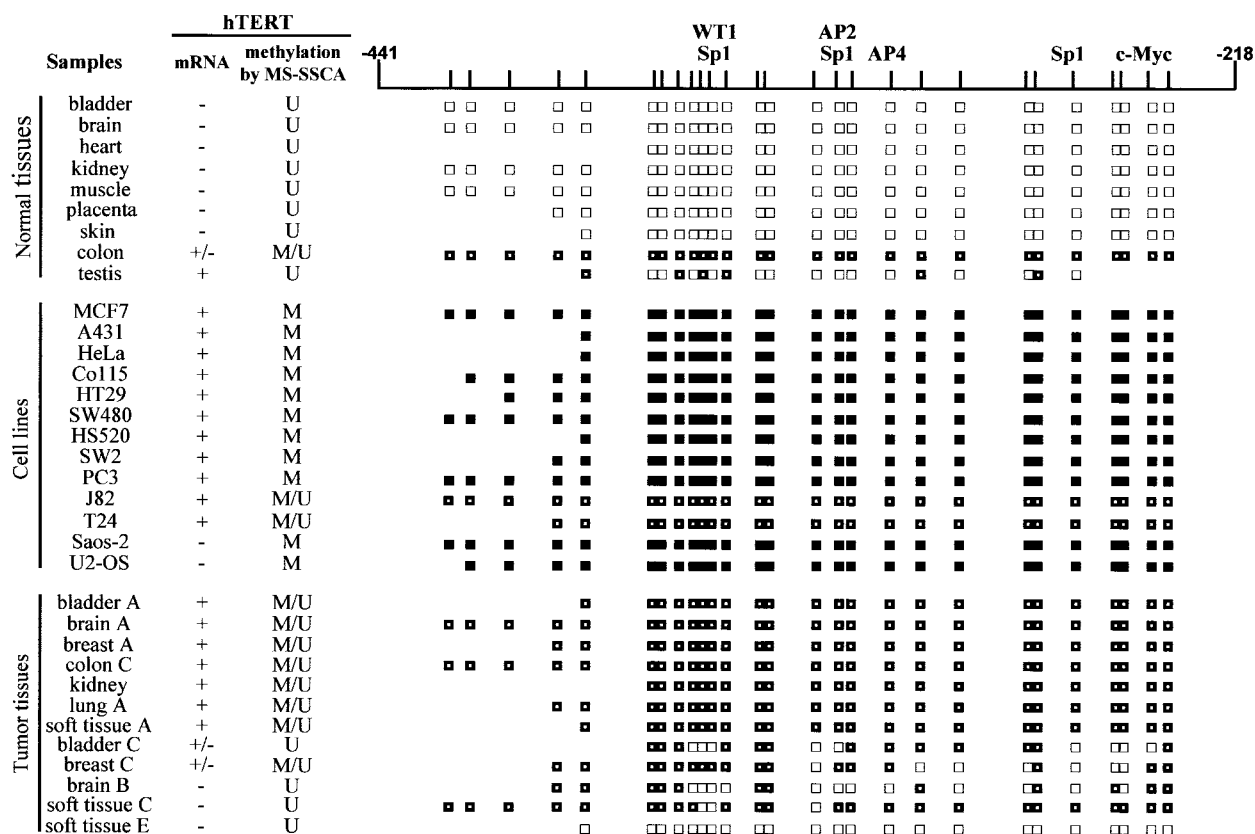 hTERT
WT1 AP2
Samples mRNA methylation by MS-SSCA -441 Sp1 Sp1 AP4 Sp1 c-Myc -218
Normal tissues
bladder - U
brain - U
heart - U
kidney - U
muscle - U
placenta - U
skin - U
colon +/- M/U
testis + U
Cell lines
MCF7 + M
A431 + M
HeLa + M
Co115 + M
HT29 + M
SW480 + M
HS520 + M
SW2 + M
PC3 + M
J82 + M/U
T24 + M/U
Saos-2 - M
U2-OS - M
Tumor tissues
bladder A + M/U
brain A + M/U
breast A + M/U
colon C + M/U
kidney + M/U
lung A + M/U
soft tissue A + M/U
bladder C +/- U
breast C +/- M/U
brain B - U
soft tissue C - U
soft tissue E - U